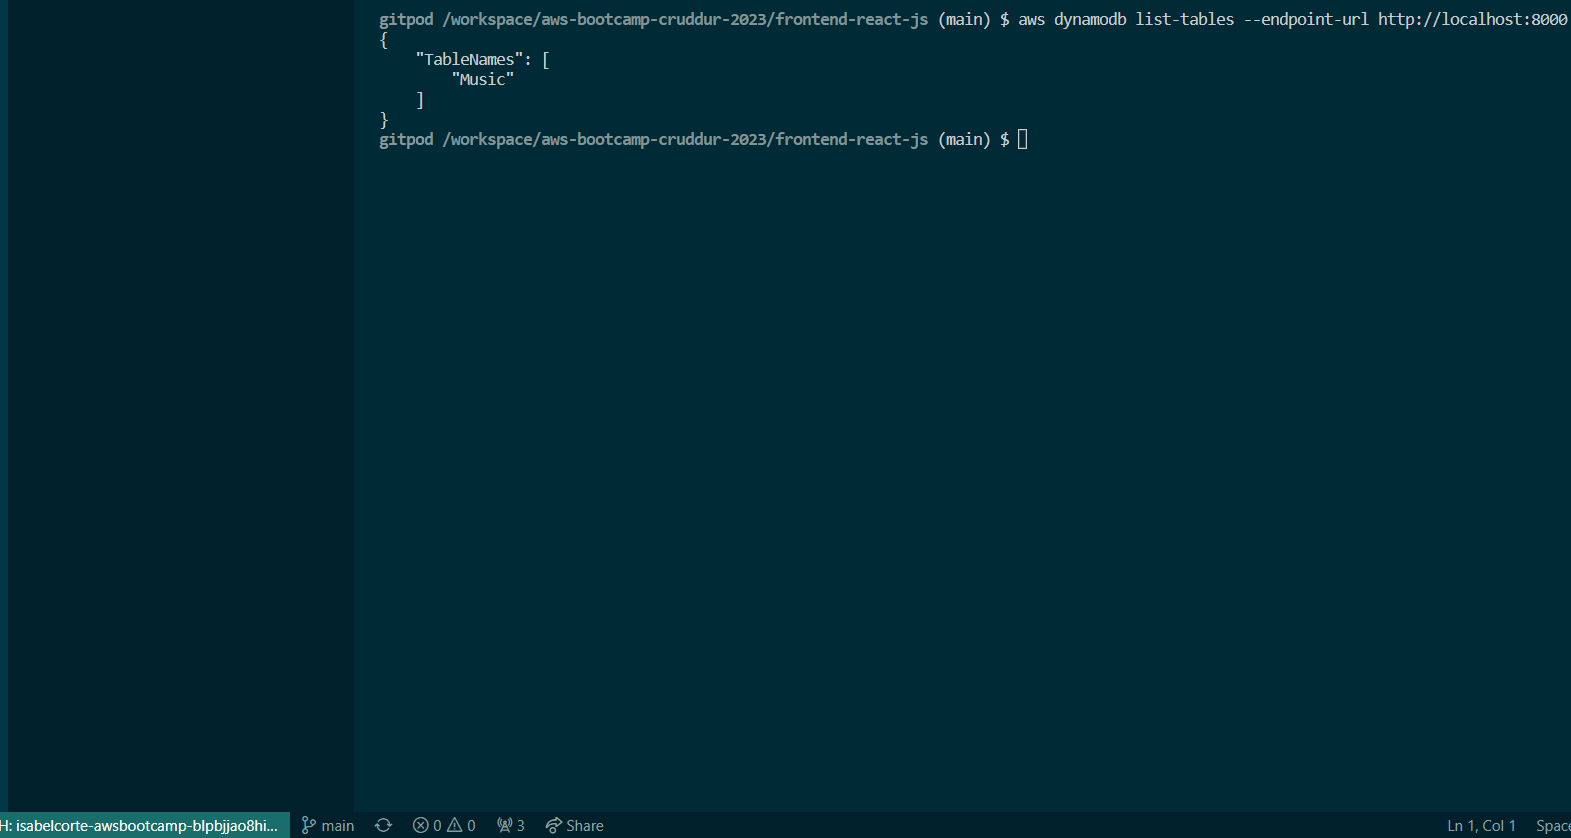 gitpod /workspace/aws-bootcamp-cruddur-2023/frontend-react-js (main) $ aws dynamodb list-tables --endpoint-url http://localhost:8000
{
    "TableNames": [
        "Music"
    ]
}
gitpod /workspace/aws-bootcamp-cruddur-2023/frontend-react-js (main) $
H: isabelcorte-awsbootcamp-blpbjjao8hi... main 0 0 3 Share Ln 1, Col 1 Space